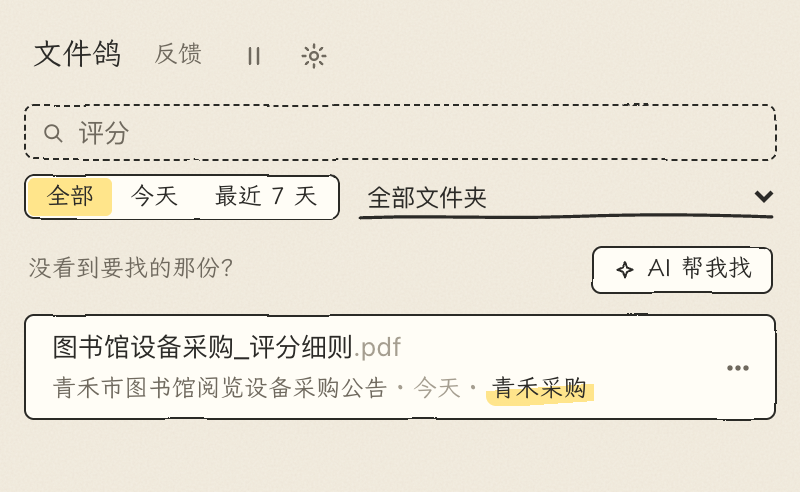 文件鸽 反馈
评分
全部 今天 最近 7 天 全部文件夹
没看到要找的那份? AI 帮我找
图书馆设备采购_评分细则.pdf
青禾市图书馆阅览设备采购公告 · 今天 · 青禾采购